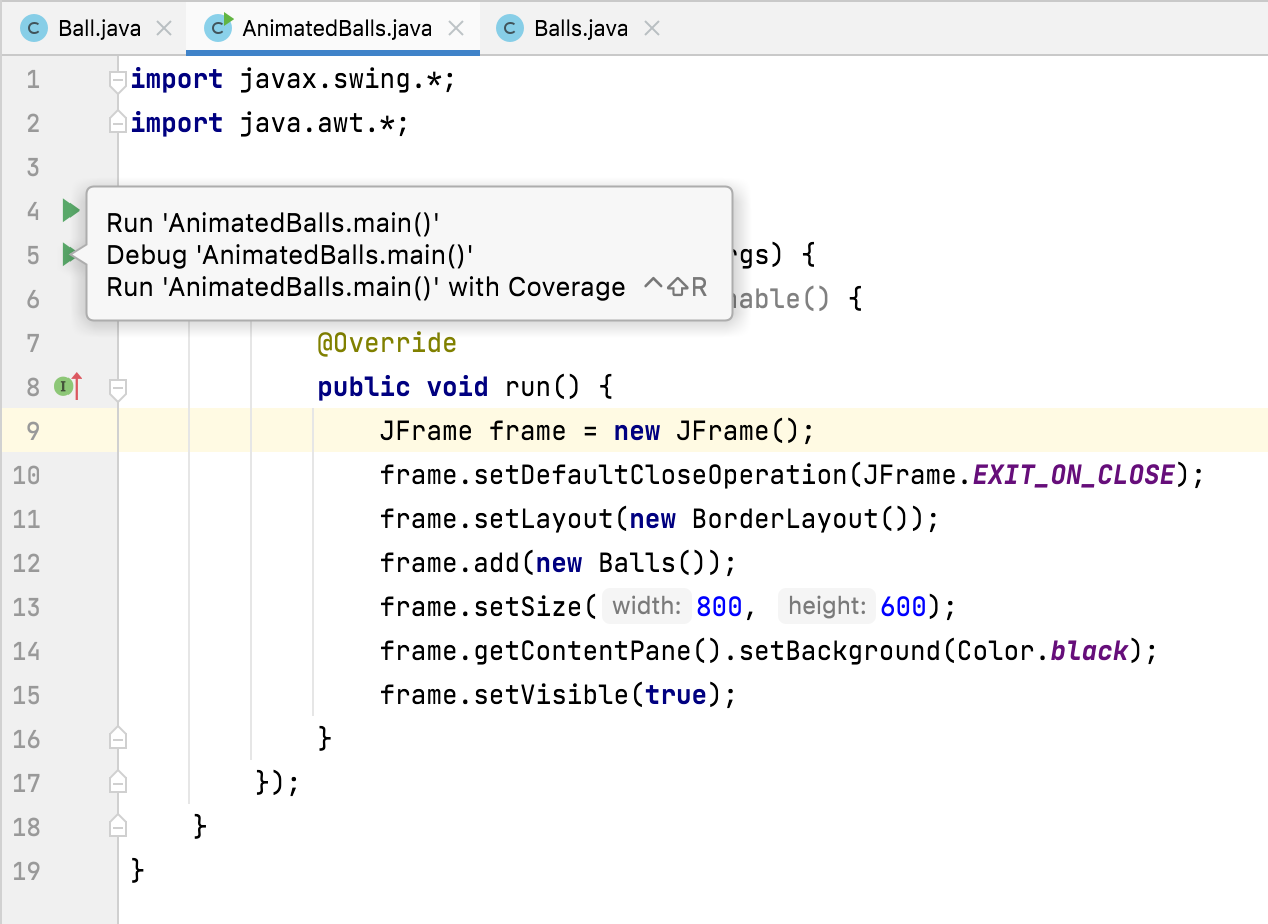 Ball.java AnimatedBalls.java Balls.java
1 import javax.swing.*;
2 import java.awt.*;
3
4
Run 'AnimatedBalls.main()'
5 rgs) {
Debug 'AnimatedBalls.main()'
Run 'AnimatedBalls.main()' with Coverage ^⇧R
6 nable() {
7 @Override
8 public void run() {
9 JFrame frame = new JFrame();
10 frame.setDefaultCloseOperation(JFrame.EXIT_ON_CLOSE);
11 frame.setLayout(new BorderLayout());
12 frame.add(new Balls());
13 frame.setSize( width: 800, height: 600);
14 frame.getContentPane().setBackground(Color.black);
15 frame.setVisible(true);
16 }
17 });
18 }
19 }